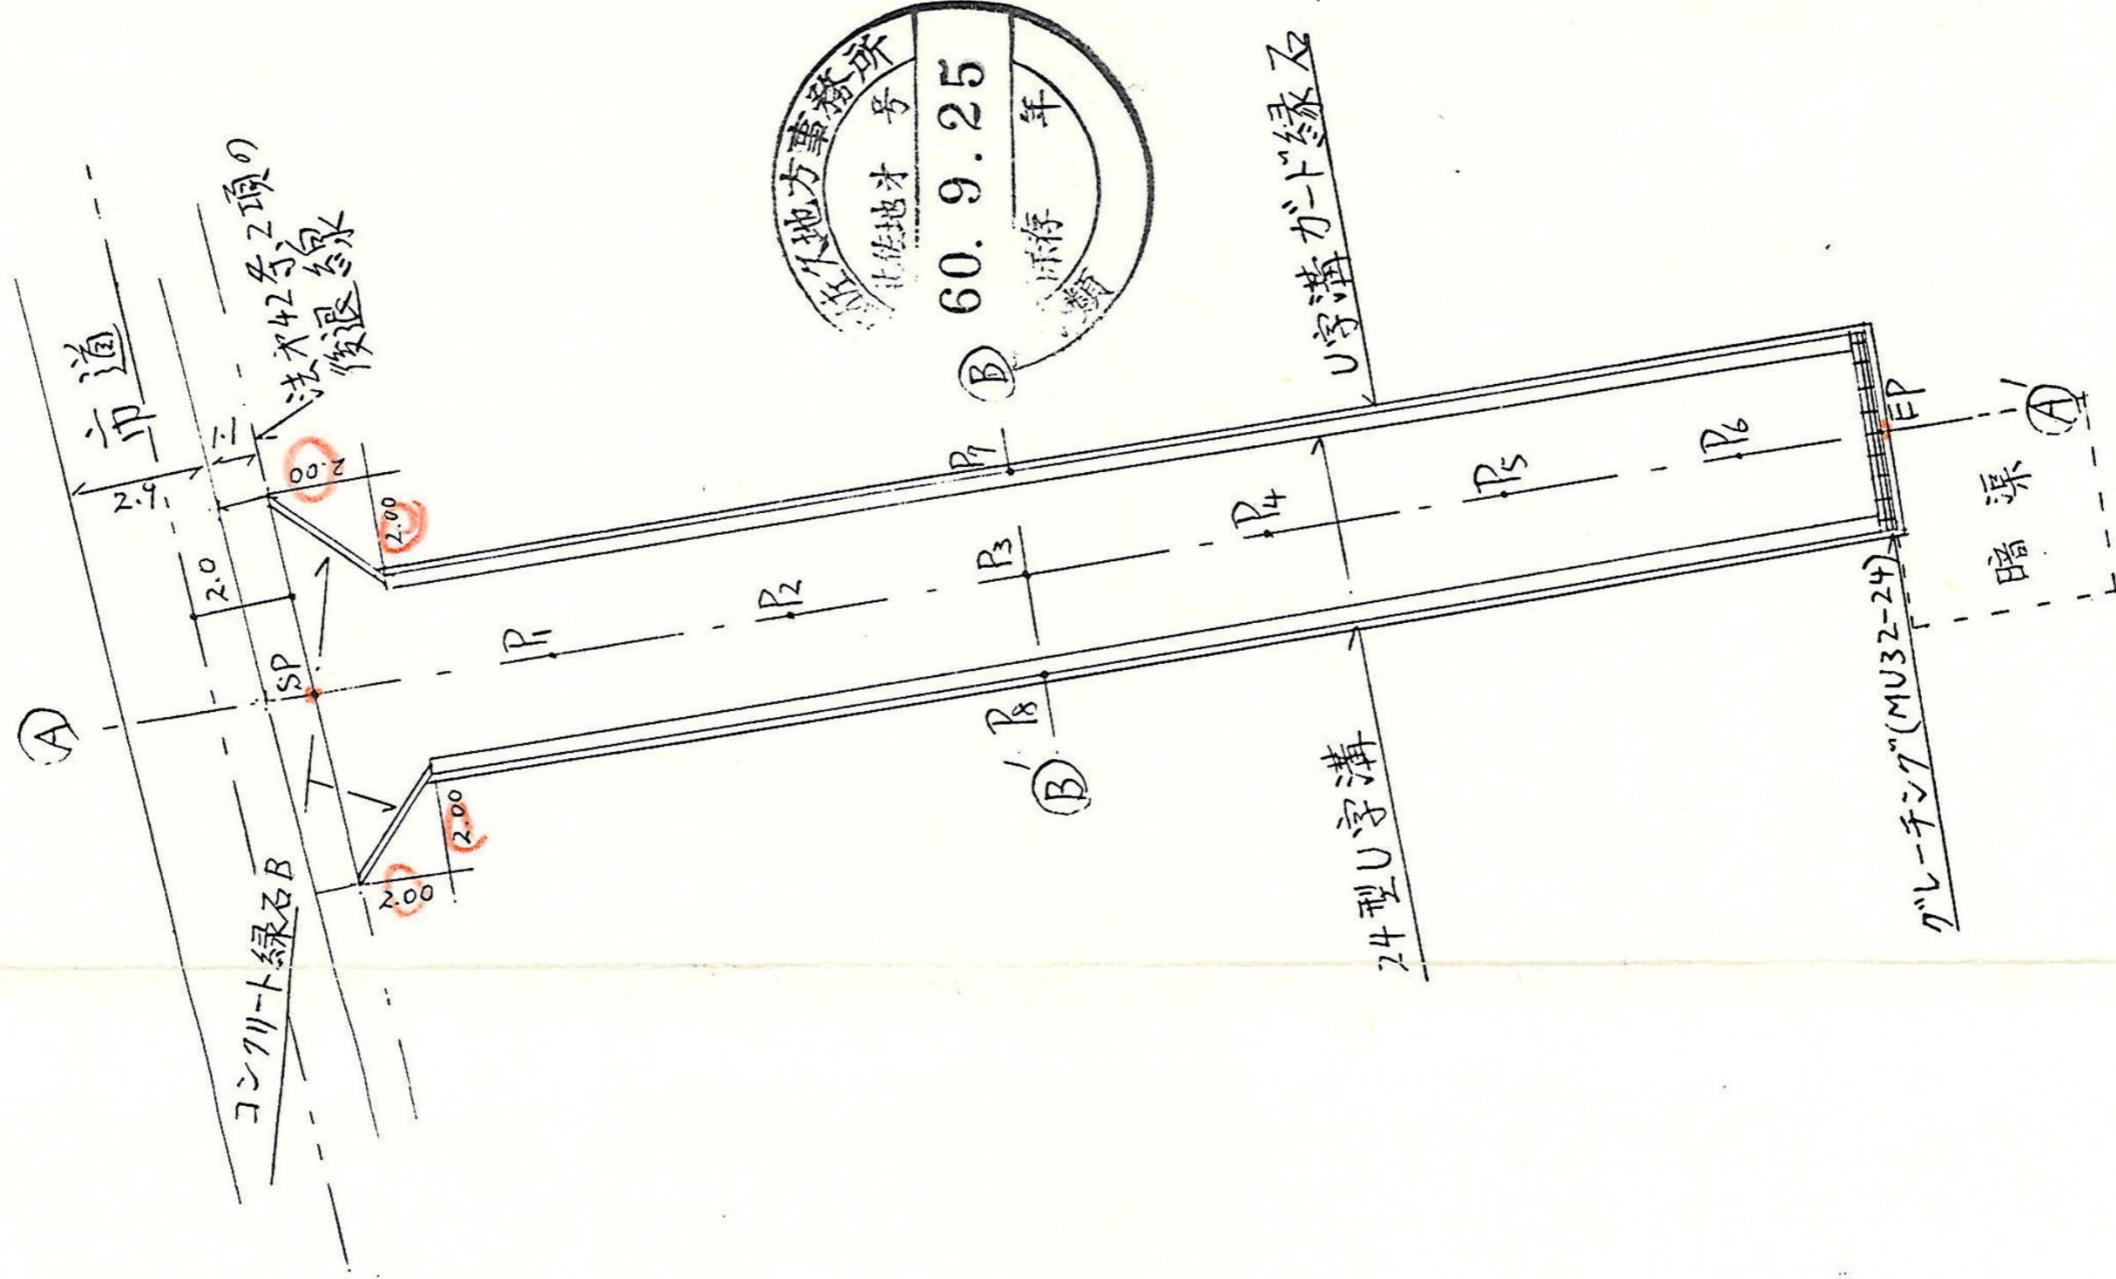 市道
法オ42条2項の
後退線
2.9
2.0
2.00
2.00
2.00
2.00
コンクリート縁石B
Ⓐ
SP
P1
P2
P3
P4
P5
P6
P7
P8
Ⓑ
Ⓑ'
EP
Ⓐ'
U字溝ガード縁石
24型U字溝
グレーチング(MU32-24)
暗渠
佐久地方事務所
号
60.9.25
年